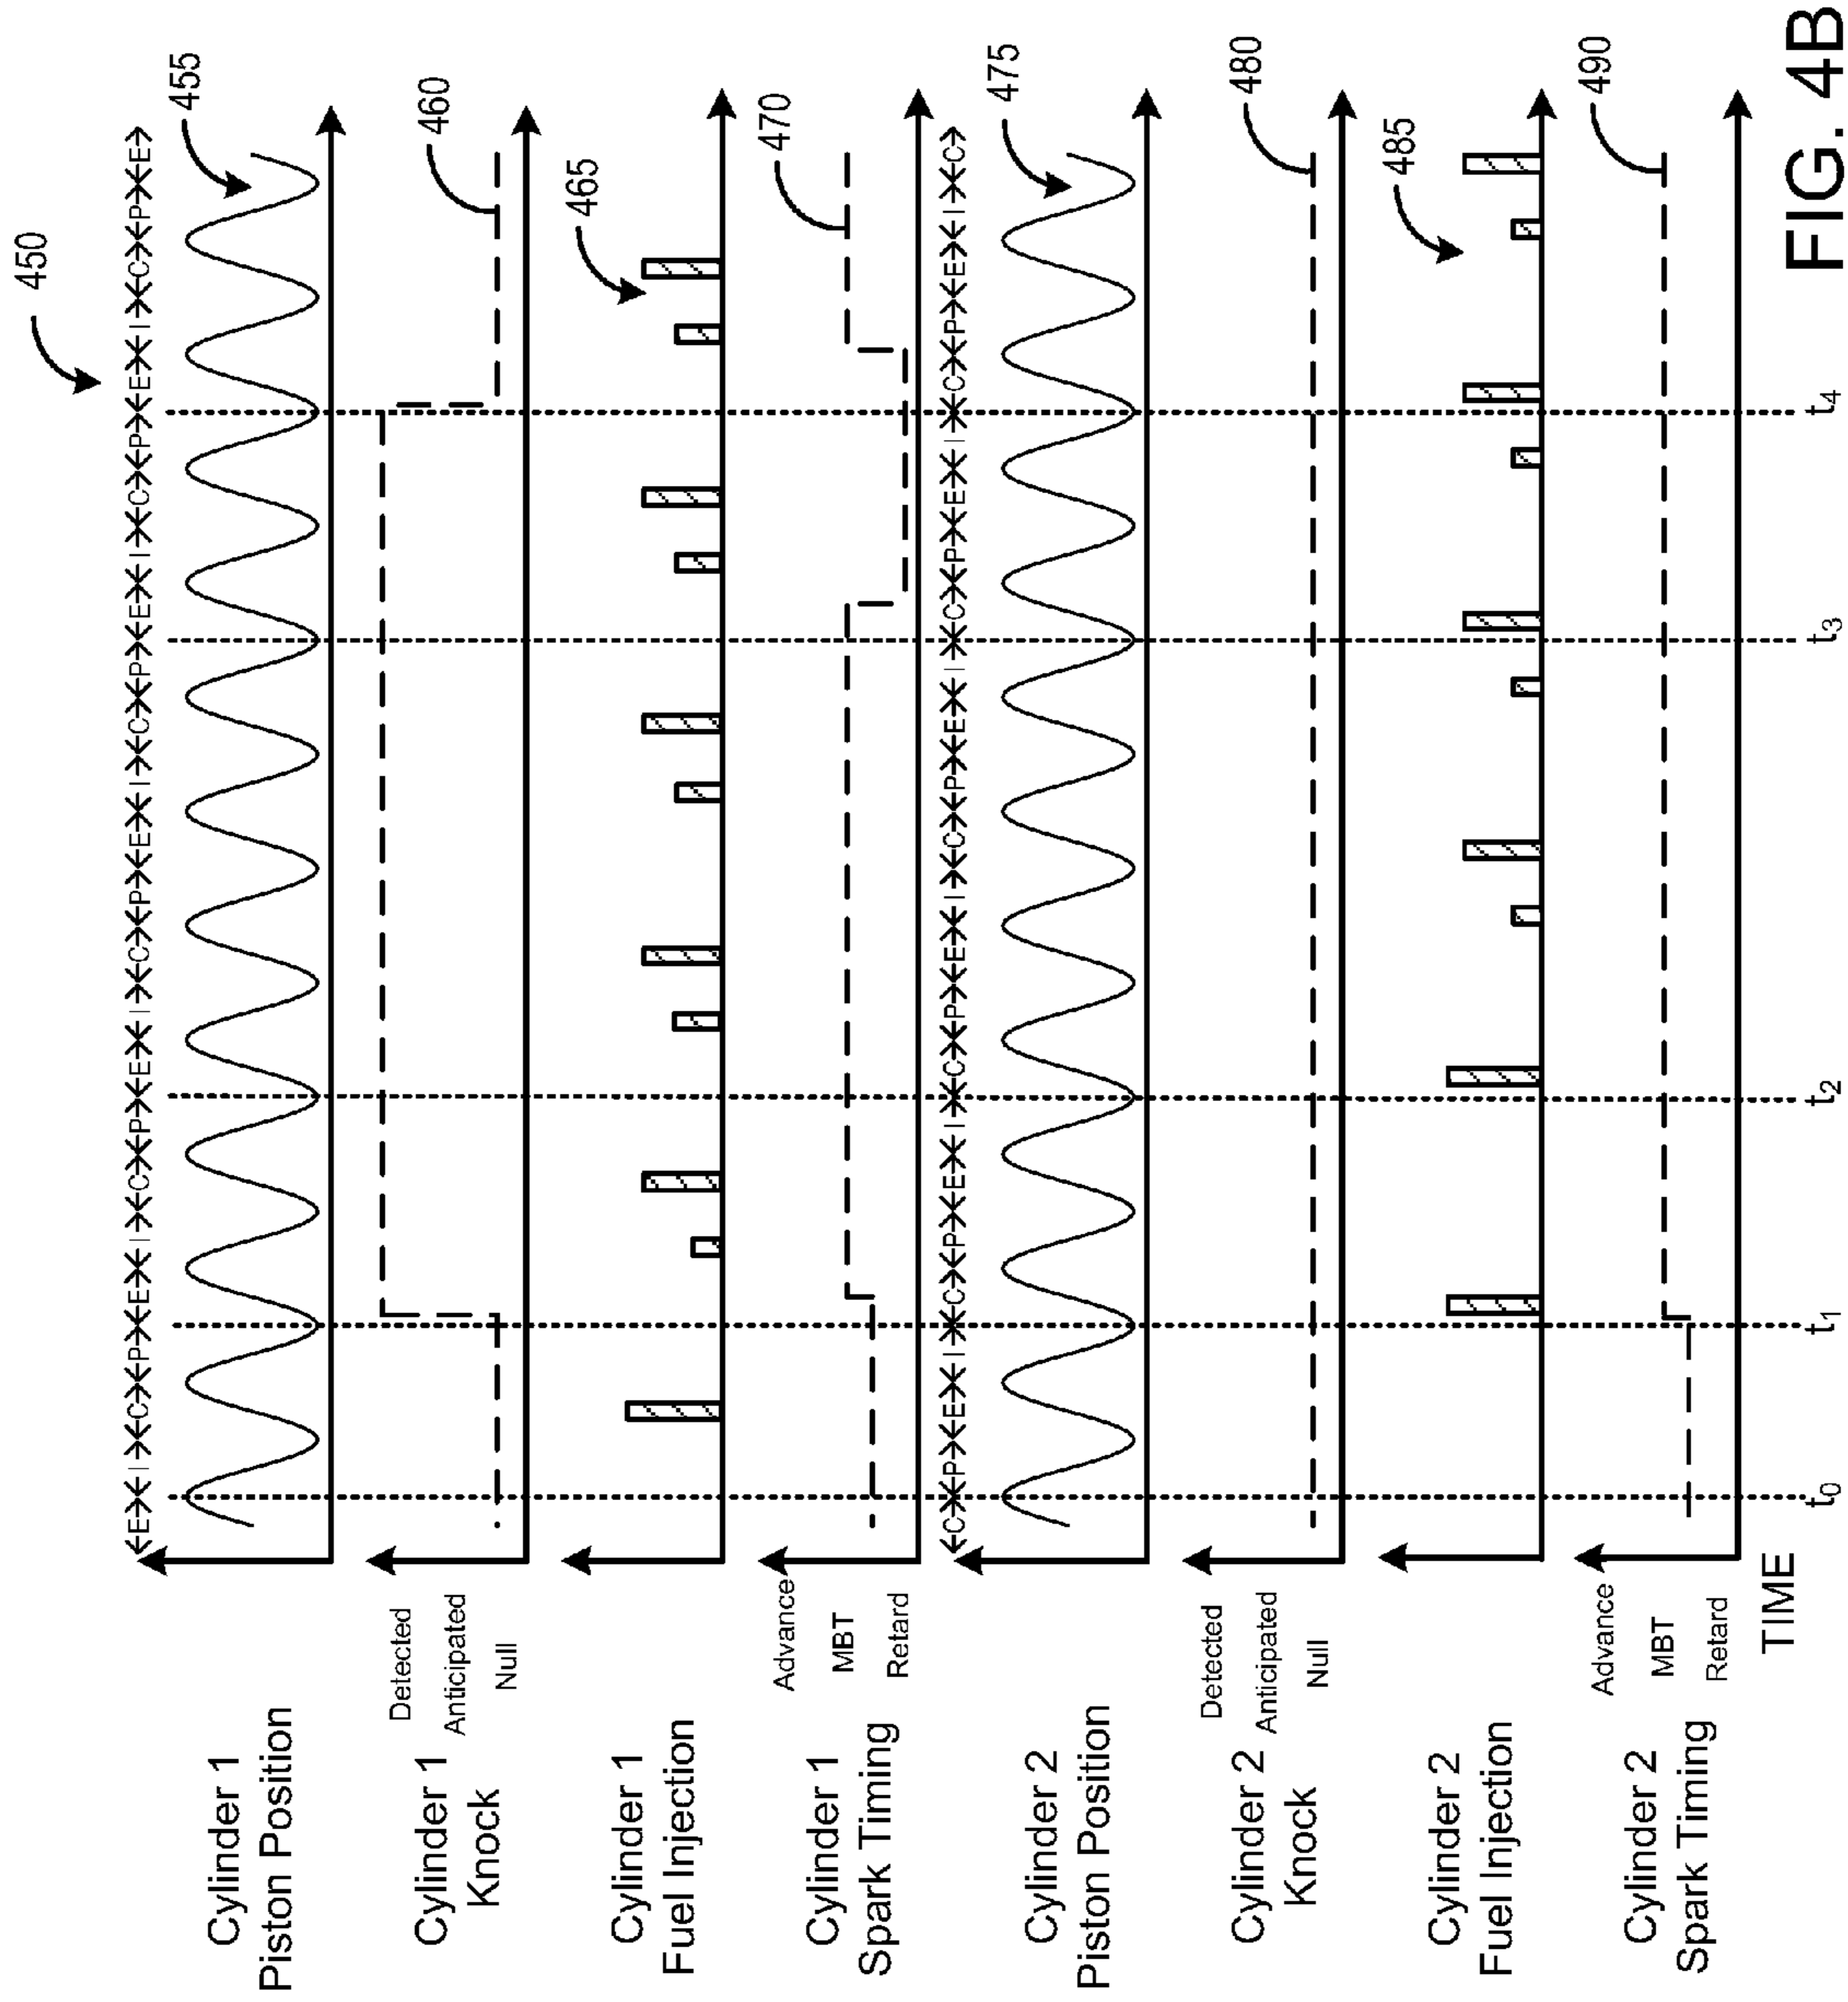 450
E I C P E I C P E I C P E I C P E I C P E I C P E
455
Cylinder 1
Piston Position
460
Detected
Cylinder 1
Anticipated
Knock
Null
465
Cylinder 1
Fuel Injection
470
Advance
Cylinder 1
MBT
Spark Timing
Retard
C P E I C P E I C P E I C P E I C P E I C P E I C
475
Cylinder 2
Piston Position
480
Detected
Cylinder 2
Anticipated
Knock
Null
485
Cylinder 2
Fuel Injection
490
Advance
Cylinder 2
MBT
Spark Timing
Retard
TIME
t0 t1 t2 t3 t4
FIG. 4B